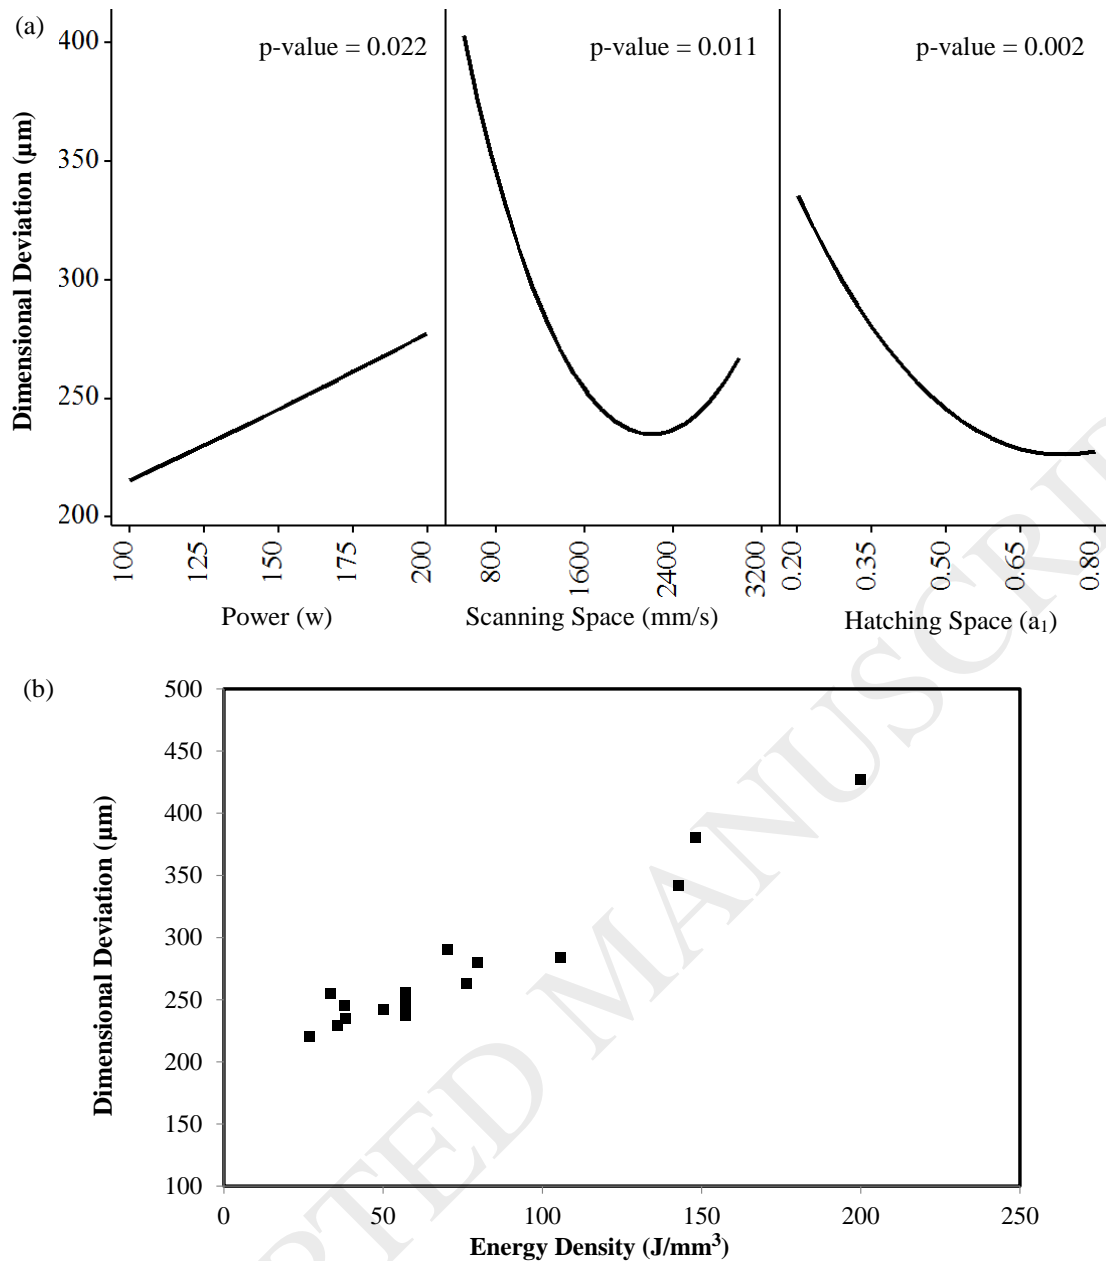 (a)
p-value = 0.022
p-value = 0.011
p-value = 0.002
Dimensional Deviation (µm)
400
350
300
250
200
100
125
150
175
200
800
1600
2400
3200
0.20
0.35
0.50
0.65
0.80
Power (w)
Scanning Space (mm/s)
Hatching Space (a₁)
(b)
Dimensional Deviation (µm)
500
450
400
350
300
250
200
150
100
0
50
100
150
200
250
Energy Density (J/mm³)
RTED MANUSCRI